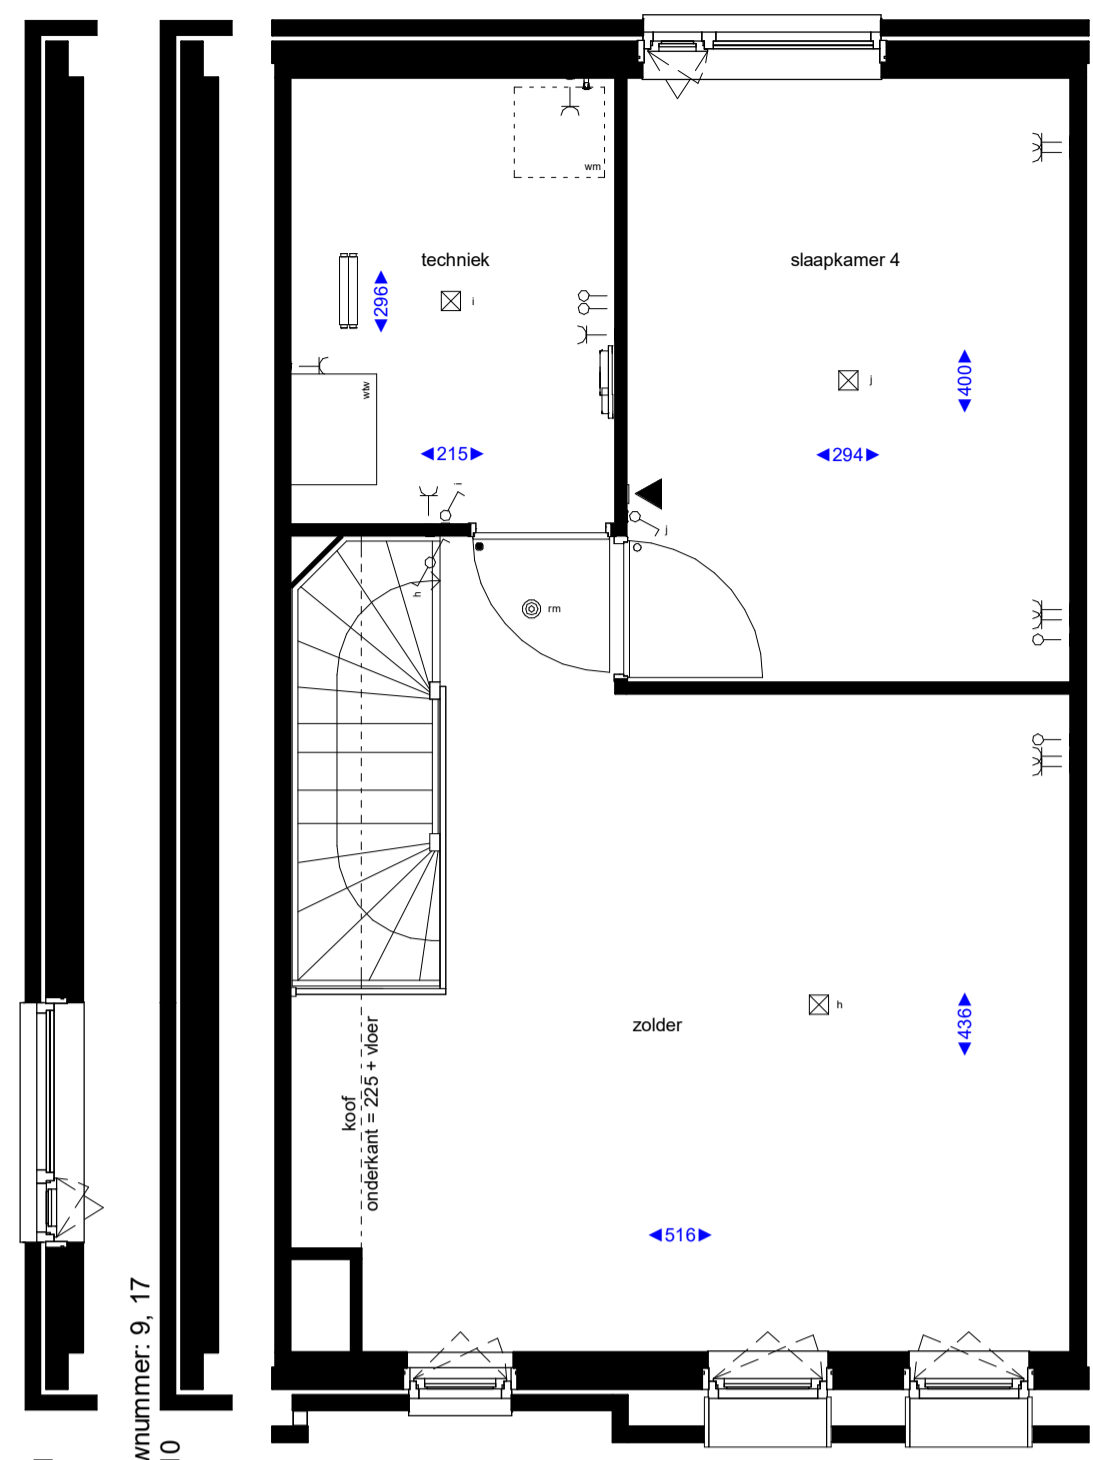 wm
techniek
slaapkamer 4
296
i
j
400
wtw
215
294
i
j
h
rm
zolder
h
436
koof
onderkant = 225 + vloer
516
wnummer: 9, 17
10